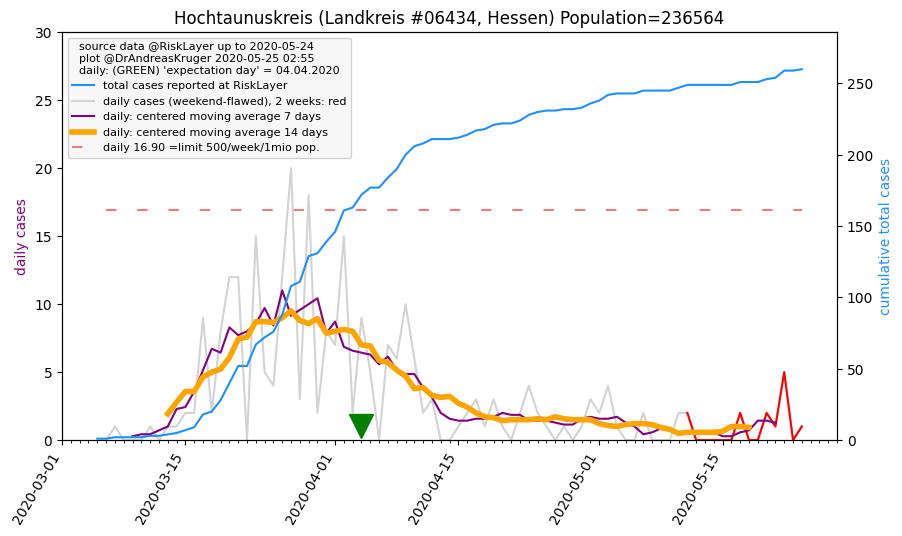 Hochtaunuskreis (Landkreis #06434, Hessen) Population=236564
source data @RiskLayer up to 2020-05-24
plot @DrAndreasKruger 2020-05-25 02:55
daily: (GREEN) 'expectation day' = 04.04.2020
total cases reported at RiskLayer
daily cases (weekend-flawed), 2 weeks: red
daily: centered moving average 7 days
daily: centered moving average 14 days
daily 16.90 =limit 500/week/1mio pop.
30
25
20
15
10
5
0
daily cases
250
200
150
100
50
0
cumulative total cases
2020-03-01
2020-03-15
2020-04-01
2020-04-15
2020-05-01
2020-05-15